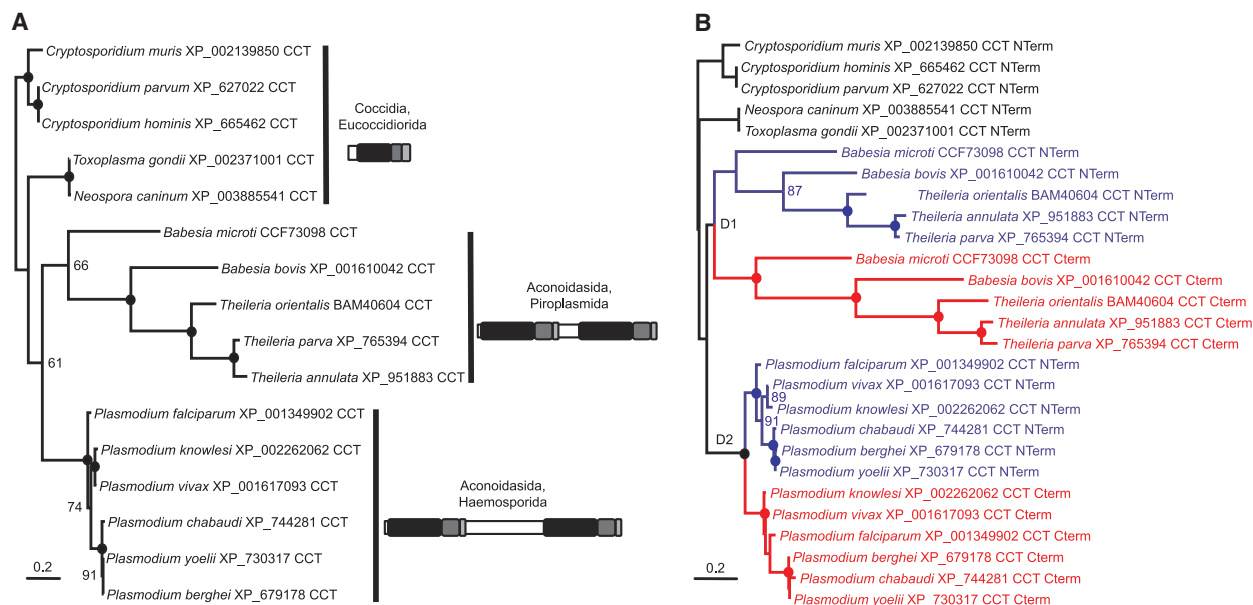 A
Cryptosporidium muris XP_002139850 CCT
Cryptosporidium parvum XP_627022 CCT
Cryptosporidium hominis XP_665462 CCT
Toxoplasma gondii XP_002371001 CCT
Neospora caninum XP_003885541 CCT
Babesia microti CCF73098 CCT
66
Babesia bovis XP_001610042 CCT
Theileria orientalis BAM40604 CCT
Theileria parva XP_765394 CCT
61
Theileria annulata XP_951883 CCT
Plasmodium falciparum XP_001349902 CCT
Plasmodium knowlesi XP_002262062 CCT
Plasmodium vivax XP_001617093 CCT
74
Plasmodium chabaudi XP_744281 CCT
Plasmodium yoelii XP_730317 CCT
91
Plasmodium berghei XP_679178 CCT
0.2
Coccidia,
Eucoccidiorida
Aconoidasida,
Piroplasmida
Aconoidasida,
Haemosporida
B
Cryptosporidium muris XP_002139850 CCT NTerm
Cryptosporidium hominis XP_665462 CCT NTerm
Cryptosporidium parvum XP_627022 CCT NTerm
Neospora caninum XP_003885541 CCT NTerm
Toxoplasma gondii XP_002371001 CCT NTerm
Babesia microti CCF73098 CCT NTerm
Babesia bovis XP_001610042 CCT NTerm
87
Theileria orientalis BAM40604 CCT NTerm
Theileria annulata XP_951883 CCT NTerm
D1
Theileria parva XP_765394 CCT NTerm
Babesia microti CCF73098 CCT Cterm
Babesia bovis XP_001610042 CCT Cterm
Theileria orientalis BAM40604 CCT Cterm
Theileria annulata XP_951883 CCT Cterm
Theileria parva XP_765394 CCT Cterm
Plasmodium falciparum XP_001349902 CCT NTerm
Plasmodium vivax XP_001617093 CCT NTerm
89
Plasmodium knowlesi XP_002262062 CCT NTerm
91
Plasmodium chabaudi XP_744281 CCT NTerm
D2
Plasmodium berghei XP_679178 CCT NTerm
Plasmodium yoelii XP_730317 CCT NTerm
Plasmodium knowlesi XP_002262062 CCT Cterm
Plasmodium vivax XP_001617093 CCT Cterm
Plasmodium falciparum XP_001349902 CCT Cterm
Plasmodium berghei XP_679178 CCT Cterm
Plasmodium chabaudi XP_744281 CCT Cterm
Plasmodium yoelii XP_730317 CCT Cterm
0.2